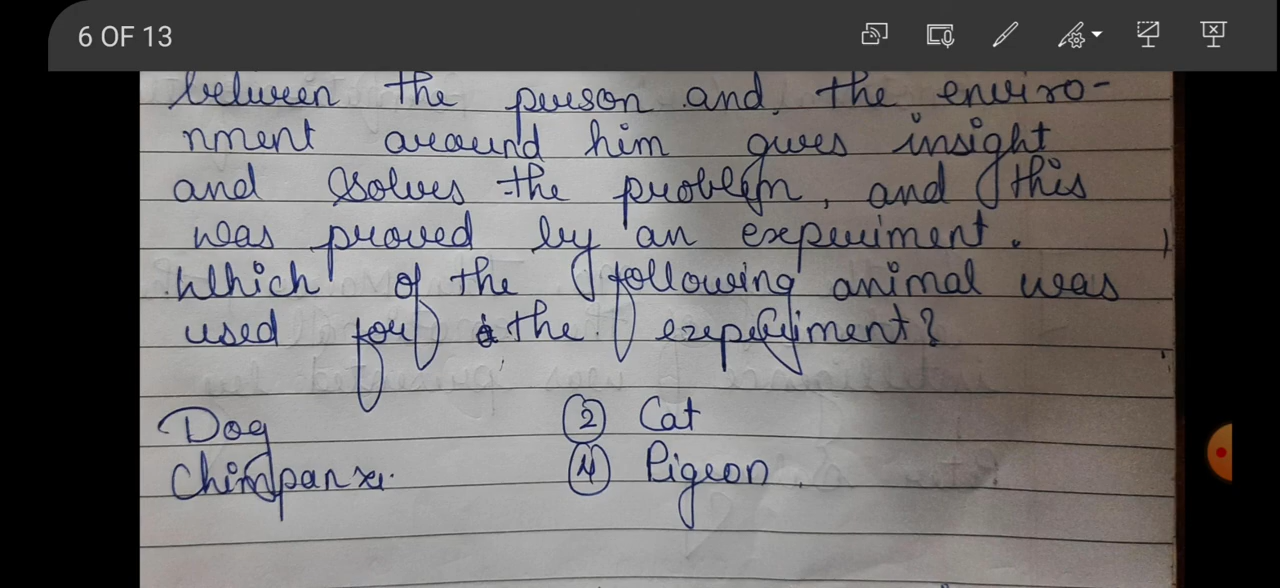 6 OF 13
between the person and the enviro-
nment around him gives insight
and solves the problem, and this
was proved by an experiment.
Which of the following animal was
used for the experiment?
Dog ② Cat
Chimpanze. ④ Pigeon.